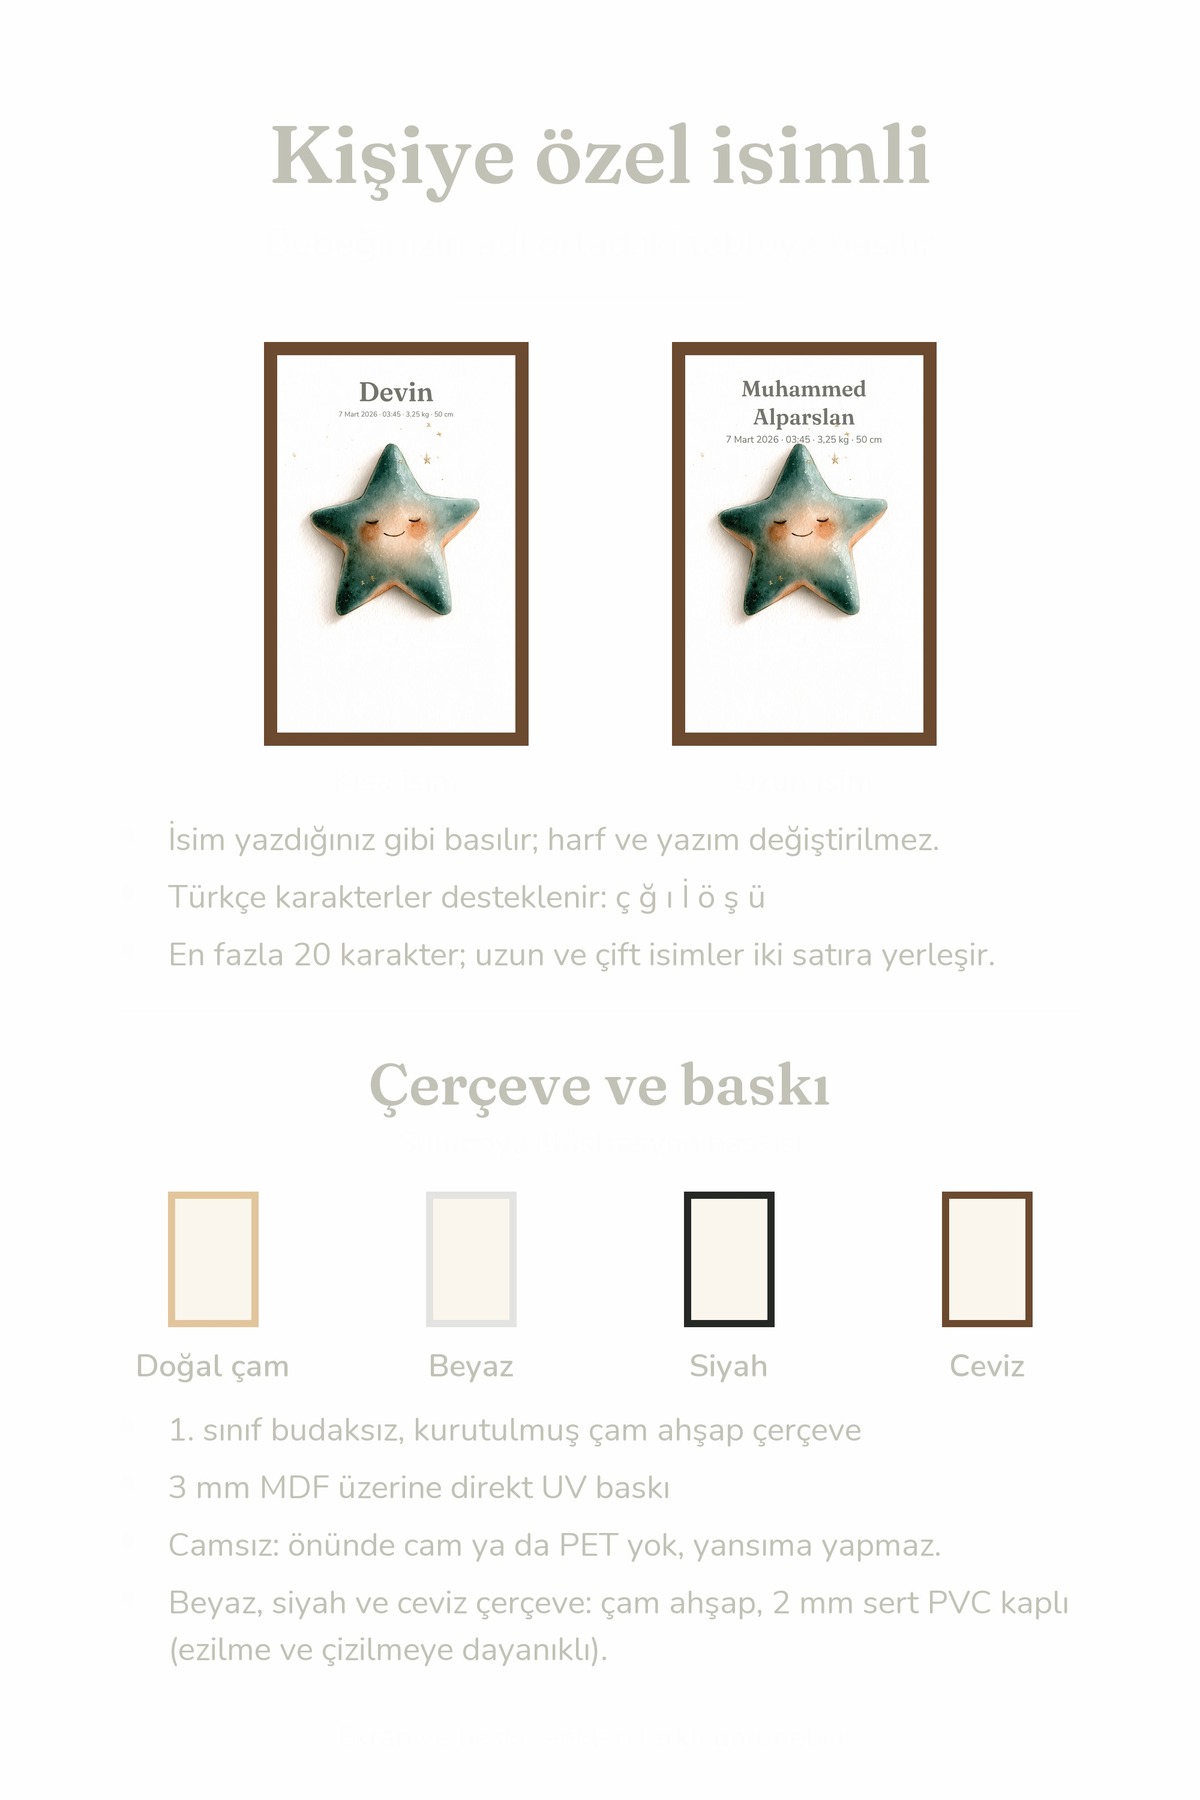 Kişiye özel isimli
Devin
7 Mart 2026 · 03:45 · 3,25 kg · 50 cm
Muhammed
Alparslan
7 Mart 2026 · 03:45 · 3,25 kg · 50 cm
İsim yazdığınız gibi basılır; harf ve yazım değiştirilmez.
Türkçe karakterler desteklenir: ç ğ ı İ ö ş ü
En fazla 20 karakter; uzun ve çift isimler iki satıra yerleşir.
Çerçeve ve baskı
Doğal çam
Beyaz
Siyah
Ceviz
1. sınıf budaksız, kurutulmuş çam ahşap çerçeve
3 mm MDF üzerine direkt UV baskı
Camsız: önünde cam ya da PET yok, yansıma yapmaz.
Beyaz, siyah ve ceviz çerçeve: çam ahşap, 2 mm sert PVC kaplı
(ezilme ve çizilmeye dayanıklı).